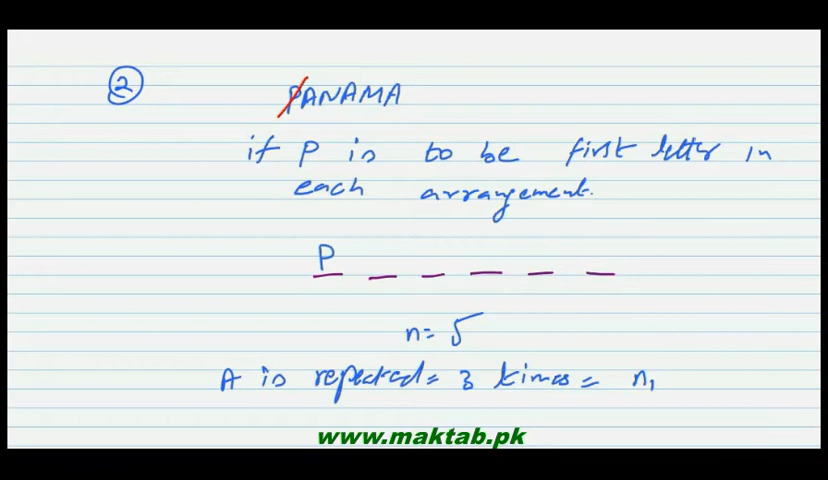 2
PANAMA
if P is to be first letter in
each arrangement.
P
n= 5
A is repeated= 3 times = n1
www.maktab.pk